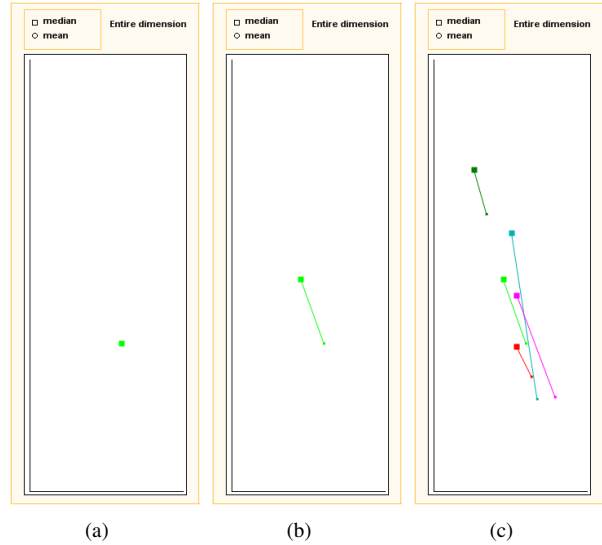 median
mean
Entire dimension
median
mean
Entire dimension
median
mean
Entire dimension
(a)
(b)
(c)